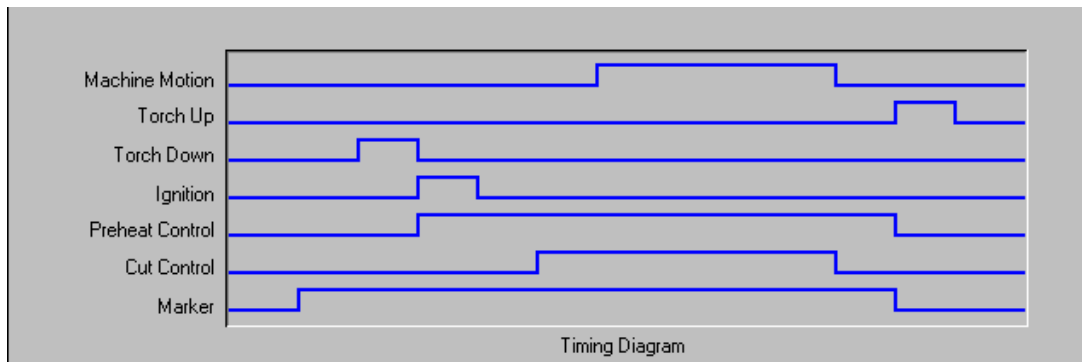 Machine Motion
Torch Up
Torch Down
Ignition
Preheat Control
Cut Control
Marker
Timing Diagram